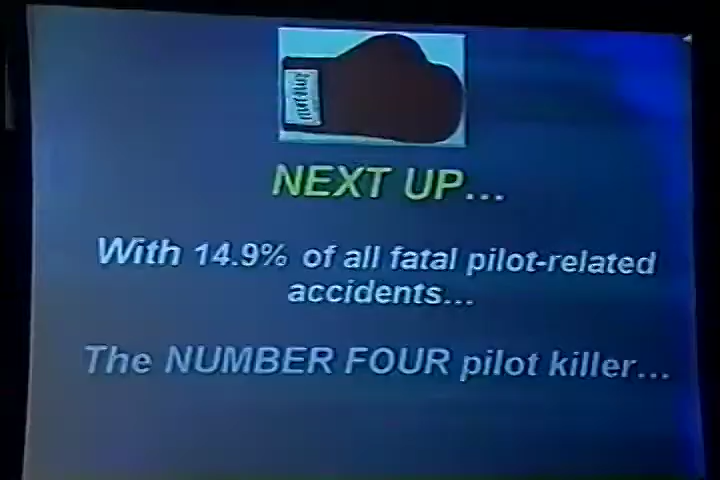 NEXT UP...
With 14.9% of all fatal pilot-related
accidents...
The NUMBER FOUR pilot killer...